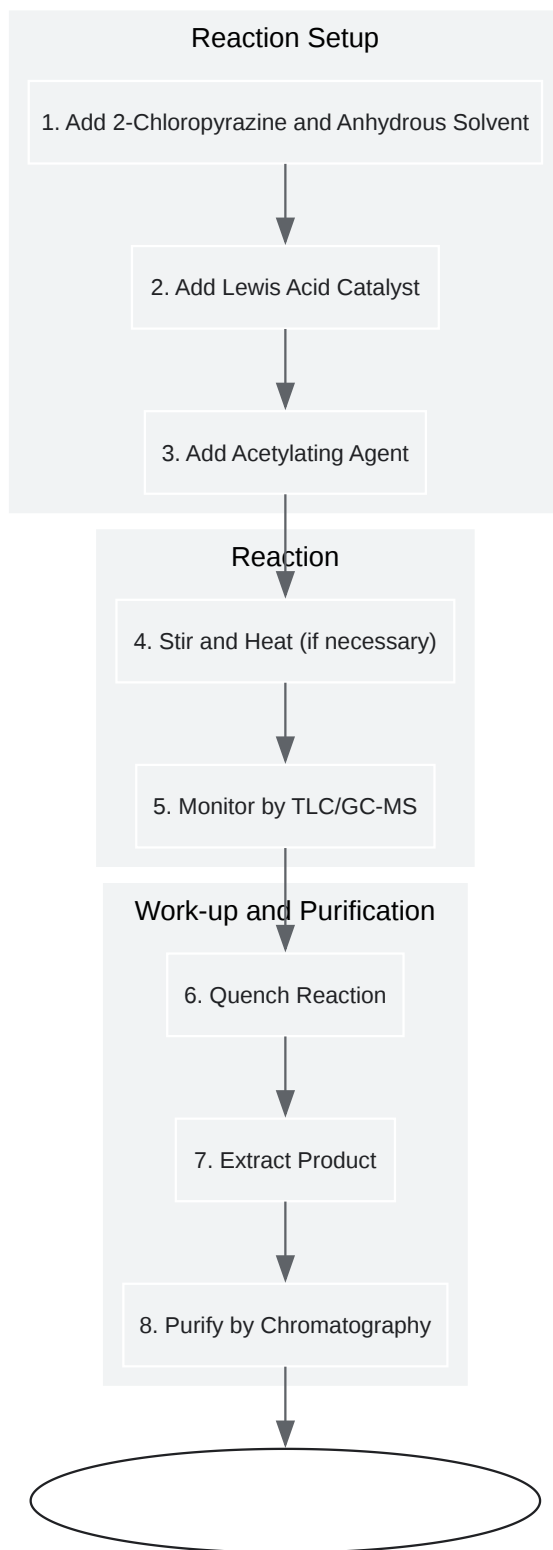 Reaction Setup
1. Add 2-Chloropyrazine and Anhydrous Solvent
2. Add Lewis Acid Catalyst
3. Add Acetylating Agent
Reaction
4. Stir and Heat (if necessary)
5. Monitor by TLC/GC-MS
Work-up and Purification
6. Quench Reaction
7. Extract Product
8. Purify by Chromatography